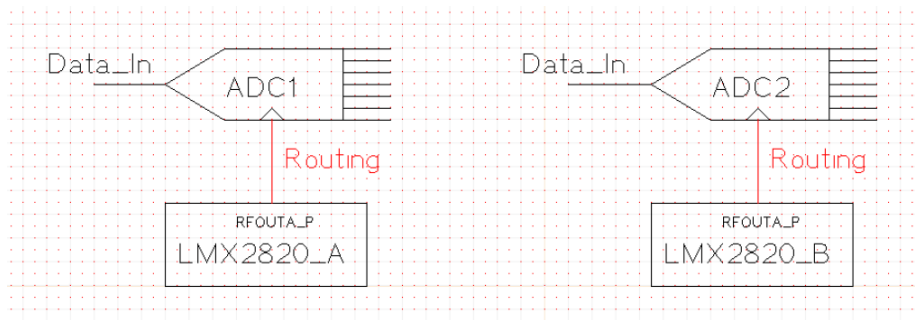 Data_In
ADC1
Routing
RFOUTA_P
LMX2820_A
Data_In
ADC2
Routing
RFOUTA_P
LMX2820_B